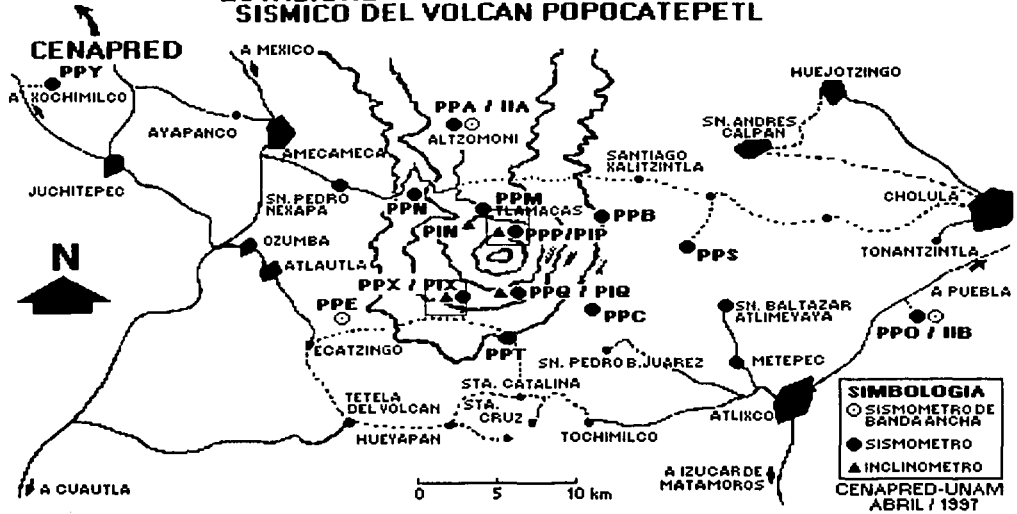 SISMICO DEL VOLCAN POPOCATEPETL
CENAPRED
PPY
A XOCHIMILCO
A MEXICO
HUEJOTZINGO
PPA / IIA
ALTZOMONI
AYAPANCO
SN. ANDRES
CALPAN
AMECAMECA
SANTIAGO
XALITZINTLA
JUCHITEPEC
SN. PEDRO
NEXAPA
PPN
PPM
TLAMACAS
CHOLULA
PIN
PPP/PIP
PPB
PPS
TONANTZINTLA
N
OZUMBA
ATLAUTLA
PPX / PIX
PPQ / PIQ
A PUEBLA
PPE
PPC
SN. BALTAZAR
ATLIMEYAYA
PPO / IIB
ECATZINGO
PPT
SN. PEDRO B. JUAREZ
METEPEC
STA. CATALINA
TETELA
DEL VOLCAN
STA.
CRUZ
HUEYAPAN
TOCHIMILCO
ATLIXCO
SIMBOLOGIA
SISMOMETRO DE
BANDA ANCHA
SISMOMETRO
INCLINOMETRO
A CUAUTLA
0 5 10 km
A IZUCAR DE
MATAMOROS
CENAPRED-UNAM
ABRIL / 1997